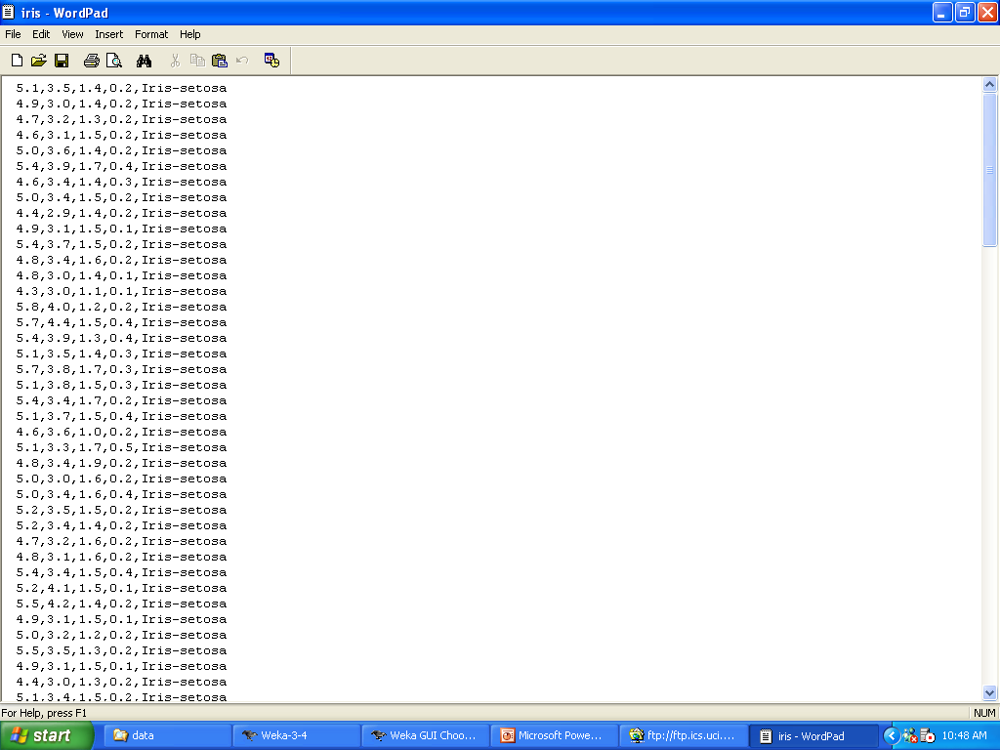 iris - WordPad
File Edit View Insert Format Help
5.1,3.5,1.4,0.2,Iris-setosa
4.9,3.0,1.4,0.2,Iris-setosa
4.7,3.2,1.3,0.2,Iris-setosa
4.6,3.1,1.5,0.2,Iris-setosa
5.0,3.6,1.4,0.2,Iris-setosa
5.4,3.9,1.7,0.4,Iris-setosa
4.6,3.4,1.4,0.3,Iris-setosa
5.0,3.4,1.5,0.2,Iris-setosa
4.4,2.9,1.4,0.2,Iris-setosa
4.9,3.1,1.5,0.1,Iris-setosa
5.4,3.7,1.5,0.2,Iris-setosa
4.8,3.4,1.6,0.2,Iris-setosa
4.8,3.0,1.4,0.1,Iris-setosa
4.3,3.0,1.1,0.1,Iris-setosa
5.8,4.0,1.2,0.2,Iris-setosa
5.7,4.4,1.5,0.4,Iris-setosa
5.4,3.9,1.3,0.4,Iris-setosa
5.1,3.5,1.4,0.3,Iris-setosa
5.7,3.8,1.7,0.3,Iris-setosa
5.1,3.8,1.5,0.3,Iris-setosa
5.4,3.4,1.7,0.2,Iris-setosa
5.1,3.7,1.5,0.4,Iris-setosa
4.6,3.6,1.0,0.2,Iris-setosa
5.1,3.3,1.7,0.5,Iris-setosa
4.8,3.4,1.9,0.2,Iris-setosa
5.0,3.0,1.6,0.2,Iris-setosa
5.0,3.4,1.6,0.4,Iris-setosa
5.2,3.5,1.5,0.2,Iris-setosa
5.2,3.4,1.4,0.2,Iris-setosa
4.7,3.2,1.6,0.2,Iris-setosa
4.8,3.1,1.6,0.2,Iris-setosa
5.4,3.4,1.5,0.4,Iris-setosa
5.2,4.1,1.5,0.1,Iris-setosa
5.5,4.2,1.4,0.2,Iris-setosa
4.9,3.1,1.5,0.1,Iris-setosa
5.0,3.2,1.2,0.2,Iris-setosa
5.5,3.5,1.3,0.2,Iris-setosa
4.9,3.1,1.5,0.1,Iris-setosa
4.4,3.0,1.3,0.2,Iris-setosa
5.1,3.4,1.5,0.2,Iris-setosa
For Help, press F1 NUM
start data Weka-3-4 Weka GUI Choo... Microsoft Powe... ftp://ftp.ics.uci.... iris - WordPad 10:48 AM